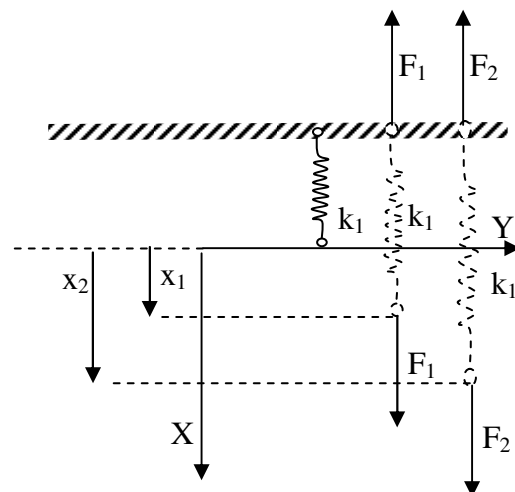 F₁ F₂
k₁ k₁ Y
x₂ x₁ k₁
F₁
X F₂